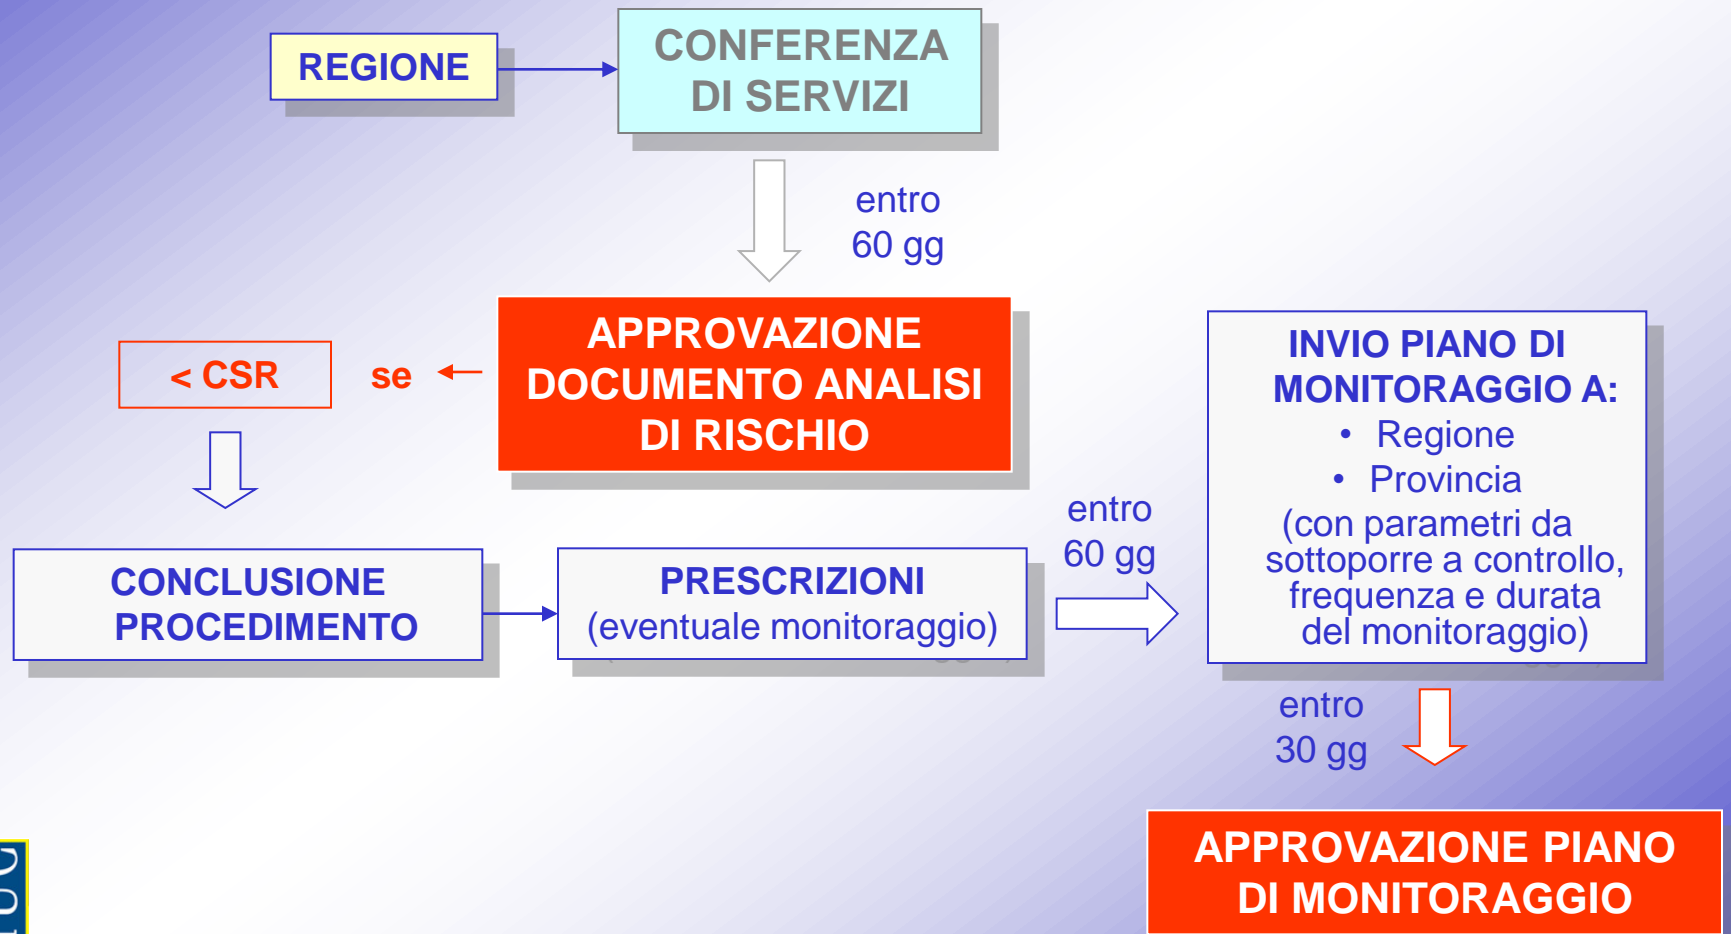 REGIONE
CONFERENZA
DI SERVIZI
entro
60 gg
APPROVAZIONE
DOCUMENTO ANALISI
DI RISCHIO
se
< CSR
CONCLUSIONE
PROCEDIMENTO
PRESCRIZIONI
(eventuale monitoraggio)
entro
60 gg
INVIO PIANO DI
MONITORAGGIO A:
• Regione
• Provincia
(con parametri da
sottoporre a controllo,
frequenza e durata
del monitoraggio)
entro
30 gg
APPROVAZIONE PIANO
DI MONITORAGGIO